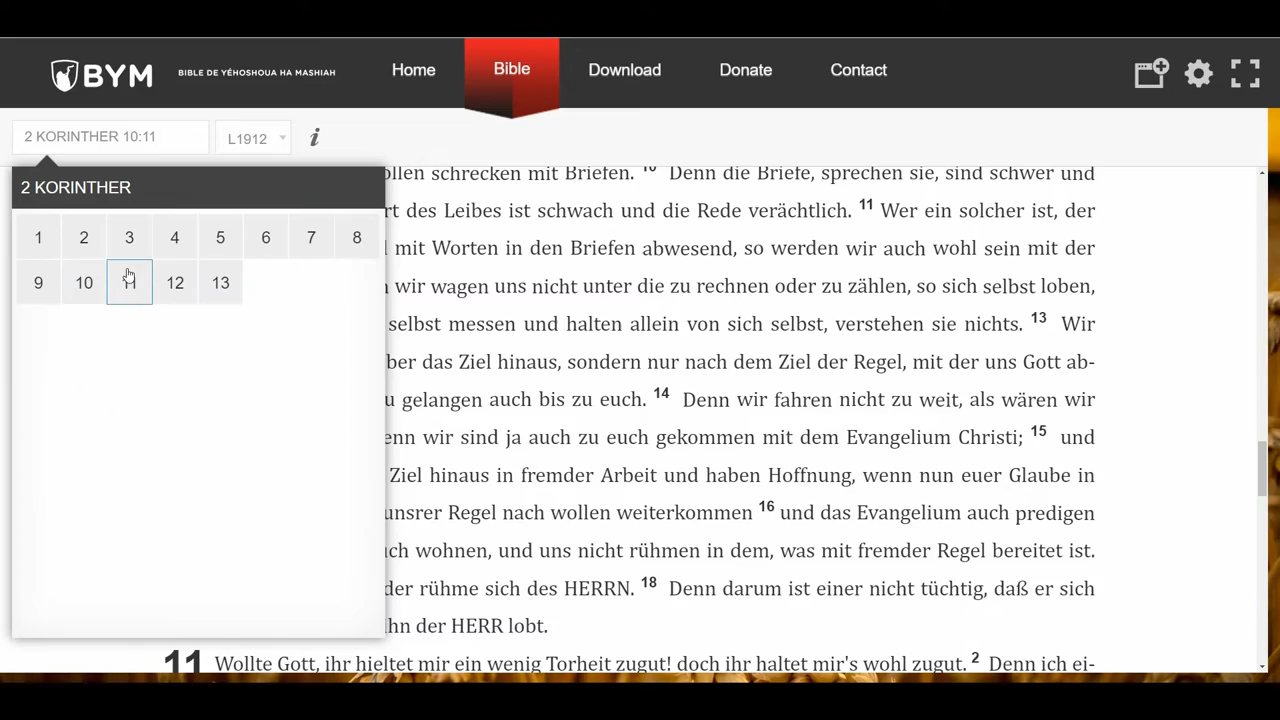 BYM BIBLE DE YÉHOSHOUA HA MASHIAH Home Bible Download Donate Contact
2 KORINTHER 10:11 L1912 i
2 KORINTHER
1 2 3 4 5 6 7 8
9 10 11 12 13
ollen schrecken mit Briefen. 10 Denn die Briefe, sprechen sie, sind schwer und
rt des Leibes ist schwach und die Rede verächtlich. 11 Wer ein solcher ist, der
mit Worten in den Briefen abwesend, so werden wir auch wohl sein mit der
wir wagen uns nicht unter die zu rechnen oder zu zählen, so sich selbst loben,
selbst messen und halten allein von sich selbst, verstehen sie nichts. 13 Wir
ber das Ziel hinaus, sondern nur nach dem Ziel der Regel, mit der uns Gott ab-
u gelangen auch bis zu euch. 14 Denn wir fahren nicht zu weit, als wären wir
enn wir sind ja auch zu euch gekommen mit dem Evangelium Christi; 15 und
Ziel hinaus in fremder Arbeit und haben Hoffnung, wenn nun euer Glaube in
unsrer Regel nach wollen weiterkommen 16 und das Evangelium auch predigen
ch wohnen, und uns nicht rühmen in dem, was mit fremder Regel bereitet ist.
der rühme sich des HERRN. 18 Denn darum ist einer nicht tüchtig, daß er sich
ihn der HERR lobt.
11 Wollte Gott, ihr hieltet mir ein wenig Torheit zugut! doch ihr haltet mir's wohl zugut. 2 Denn ich ei-